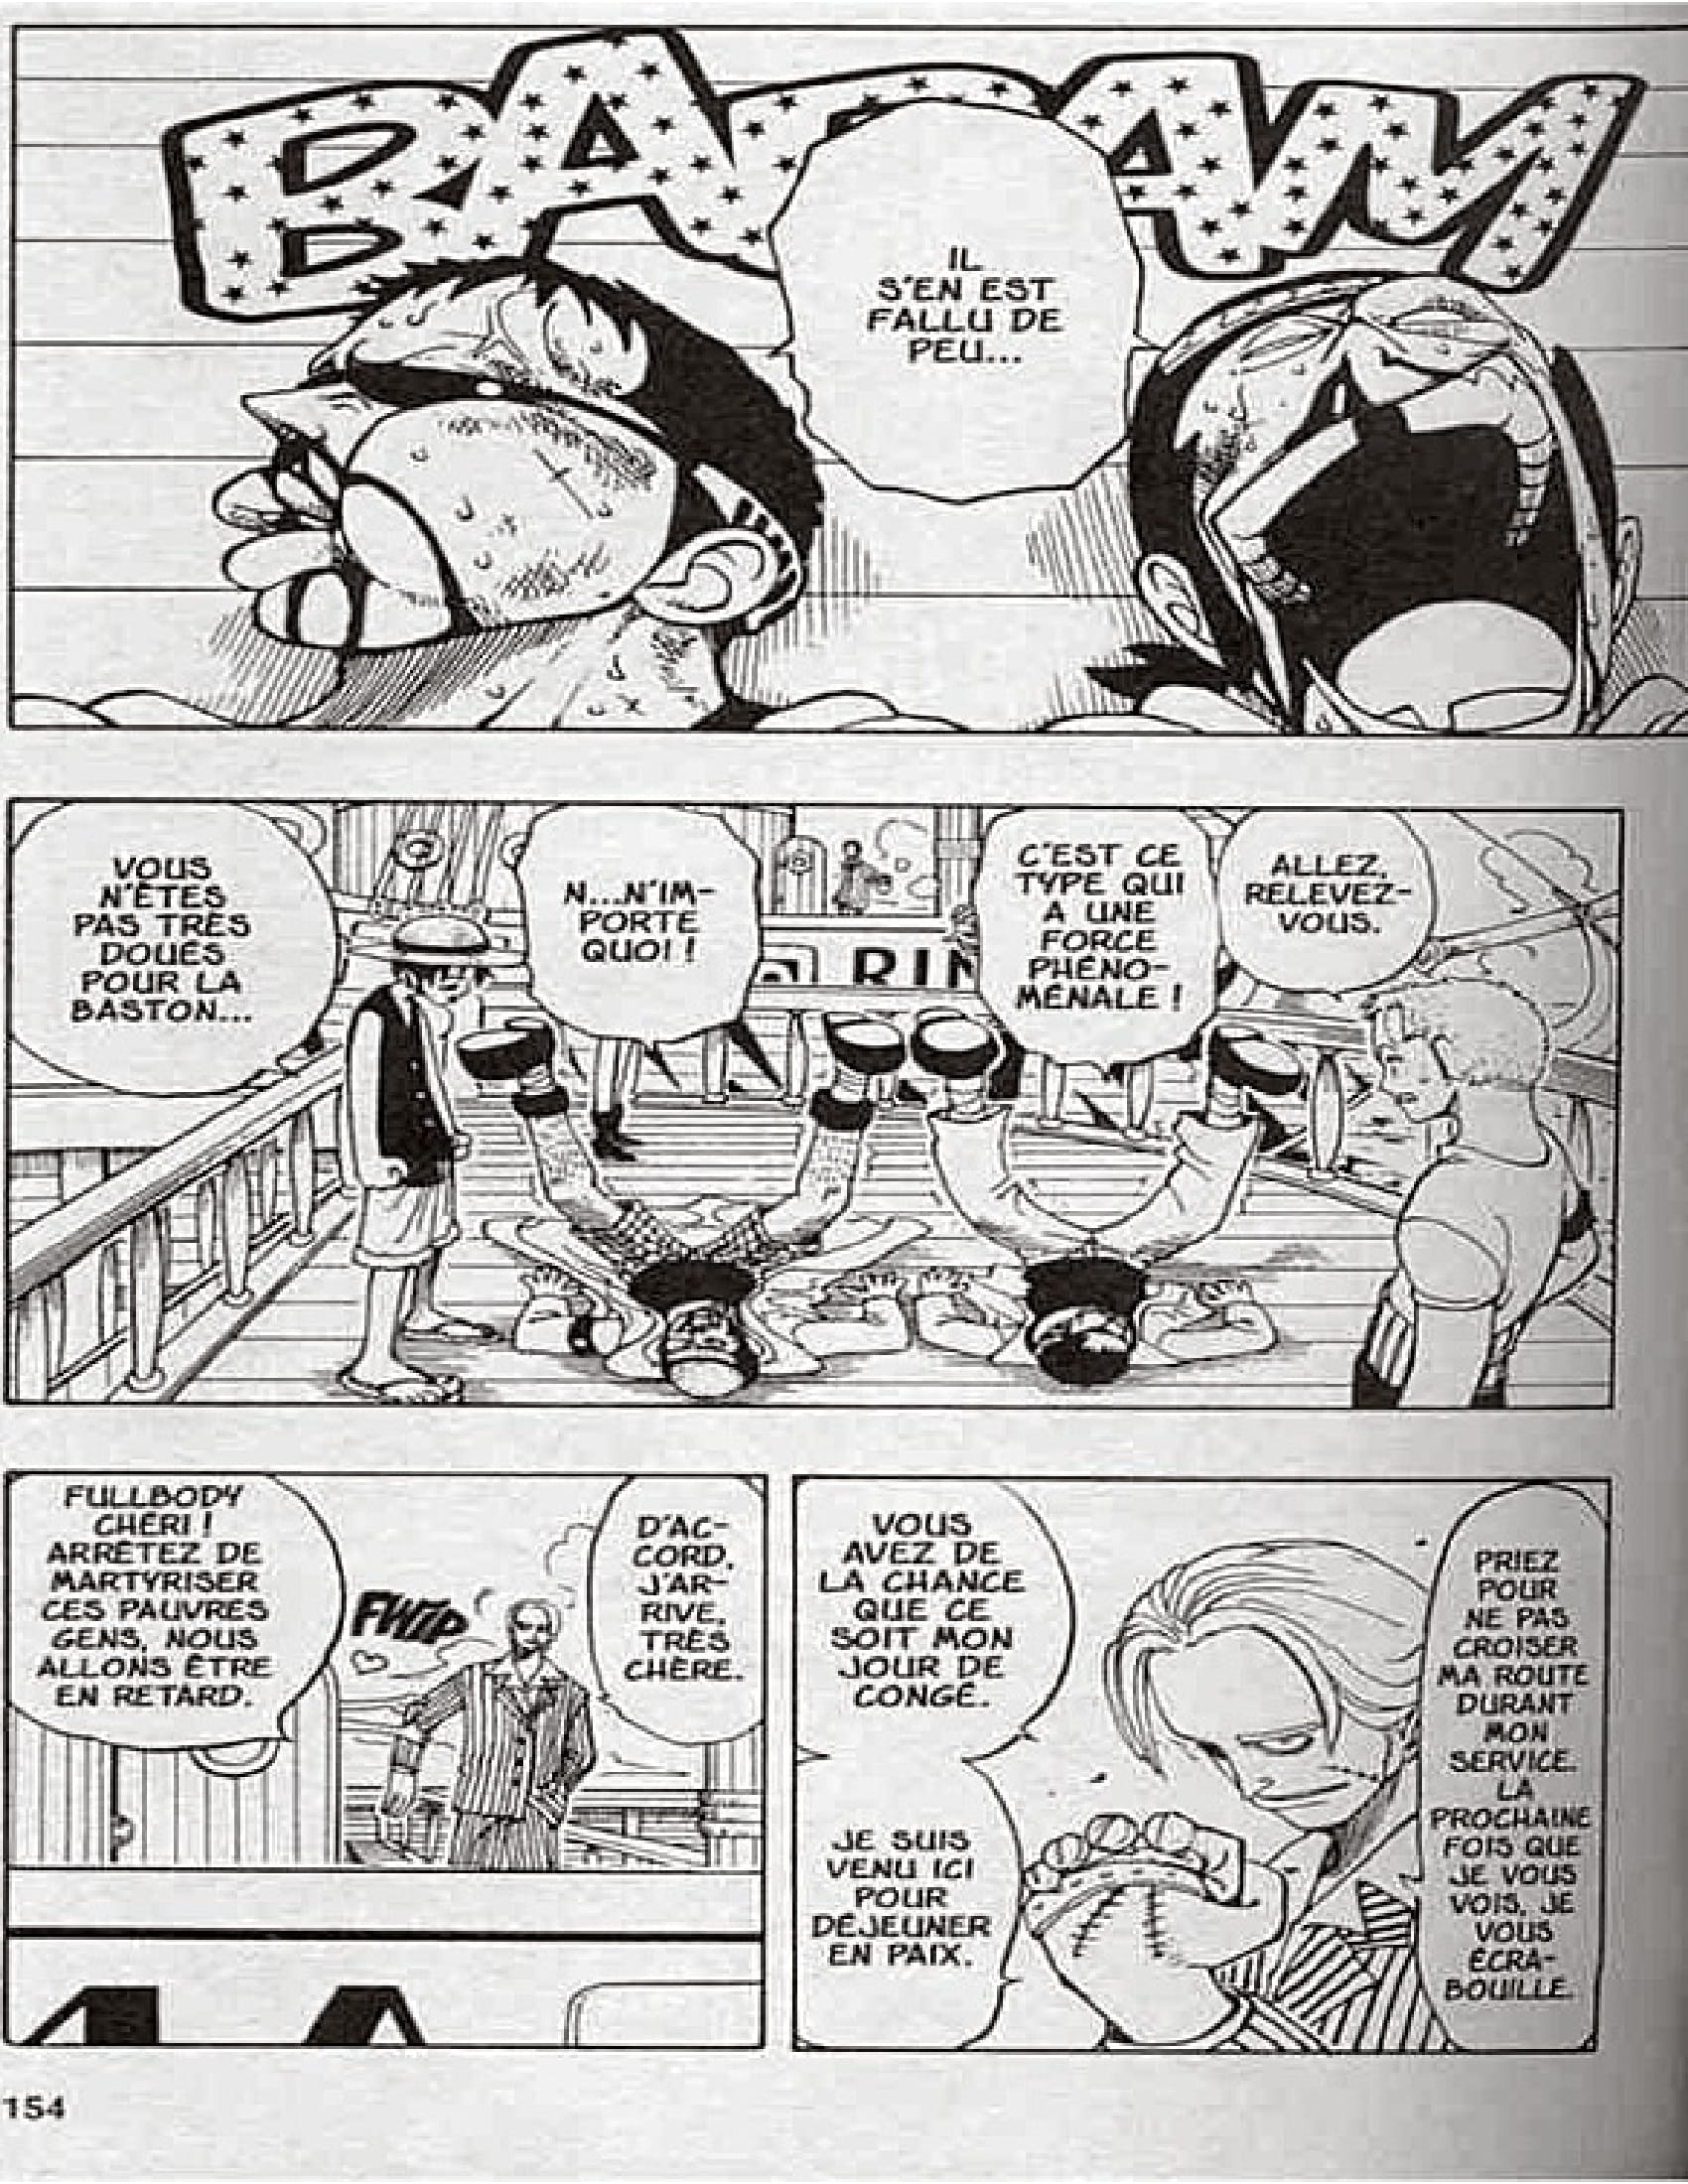 BADAM
IL
S'EN EST
FALLU DE
PEU...
ALLEZ,
RELEVEZ-
VOUS.
C'EST CE
TYPE QUI
A UNE
FORCE
PHÉNO-
MÉNALE !
N...N'IM-
PORTE
QUOI !
VOUS
N'ÊTES
PAS TRÈS
DOUÉS
POUR LA
BASTON...
RIN
PRIEZ
POUR
NE PAS
CROISER
MA ROUTE
DURANT
MON
SERVICE.
LA
PROCHAINE
FOIS QUE
JE VOUS
VOIS, JE
VOUS
ÉCRA-
BOUILLE.
VOUS
AVEZ DE
LA CHANCE
QUE CE
SOIT MON
JOUR DE
CONGÉ.
JE SUIS
VENU ICI
POUR
DÉJEUNER
EN PAIX.
D'AC-
CORD,
J'AR-
RIVE,
TRÈS
CHÈRE.
FWIP
FULLBODY
CHÉRI !
ARRÊTEZ DE
MARTYRISER
CES PAUVRES
GENS, NOUS
ALLONS ÊTRE
EN RETARD.
154